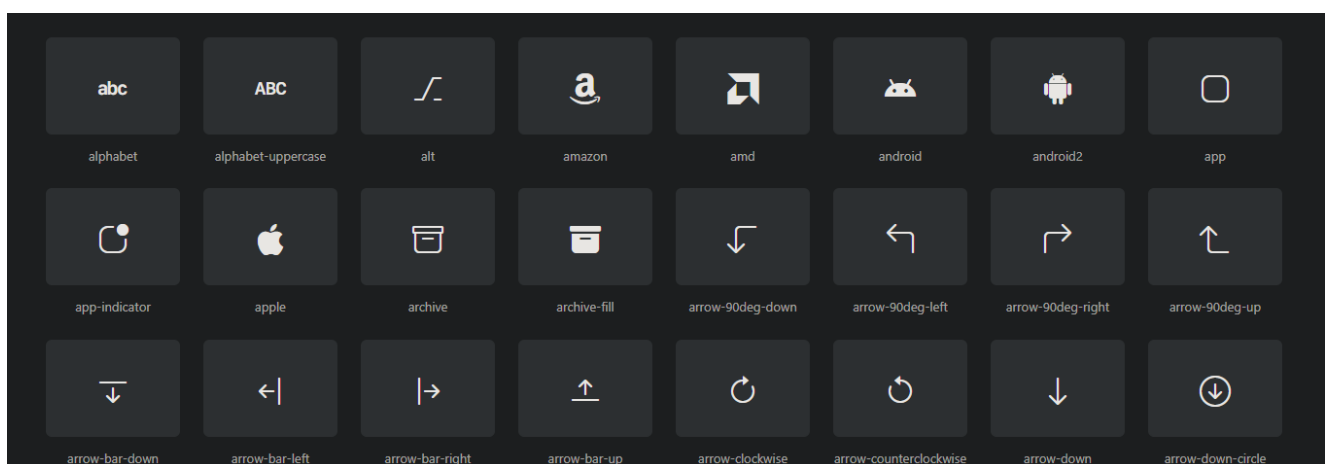 abc ABC a
alphabet alphabet-uppercase alt amazon amd android android2 app
app-indicator apple archive archive-fill arrow-90deg-down arrow-90deg-left arrow-90deg-right arrow-90deg-up
arrow-bar-down arrow-bar-left arrow-bar-right arrow-bar-up arrow-clockwise arrow-counterclockwise arrow-down arrow-down-circle